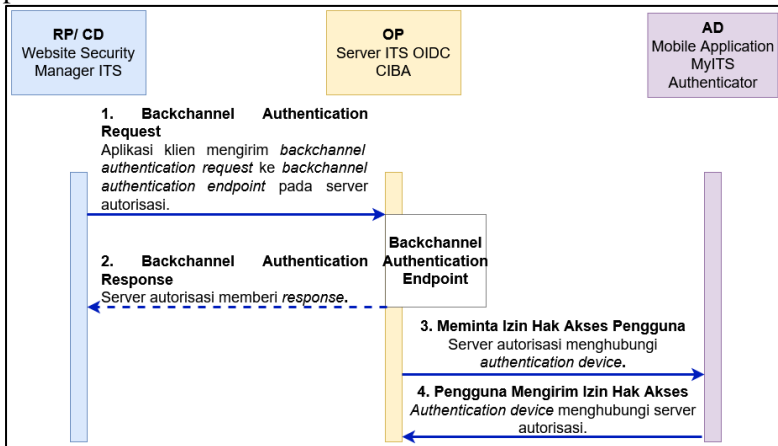 RP/ CD
Website Security
Manager ITS
OP
Server ITS OIDC
CIBA
AD
Mobile Application
MyITS
Authenticator
1. Backchannel Authentication
Request
Aplikasi klien mengirim backchannel
authentication request ke backchannel
authentication endpoint pada server
autorisasi.
Backchannel
Authentication
Endpoint
2. Backchannel Authentication
Response
Server autorisasi memberi response.
3. Meminta Izin Hak Akses Pengguna
Server autorisasi menghubungi
authentication device.
4. Pengguna Mengirim Izin Hak Akses
Authentication device menghubungi server
autorisasi.